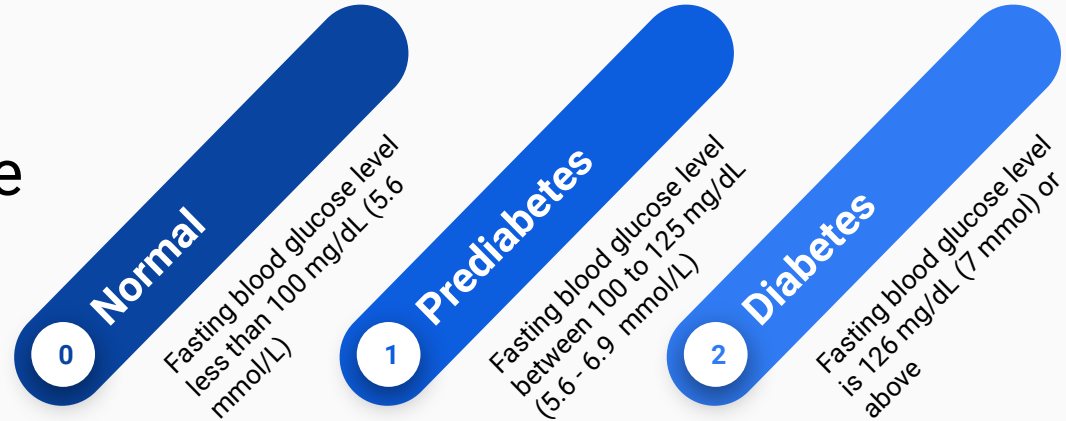 e
Normal
0
Fasting blood glucose level
less than 100 mg/dL (5.6
mmol/L)
Prediabetes
1
Fasting blood glucose level
between 100 to 125 mg/dL
(5.6 - 6.9 mmol/L)
Diabetes
2
Fasting blood glucose level
is 126 mg/dL (7 mmol) or
above